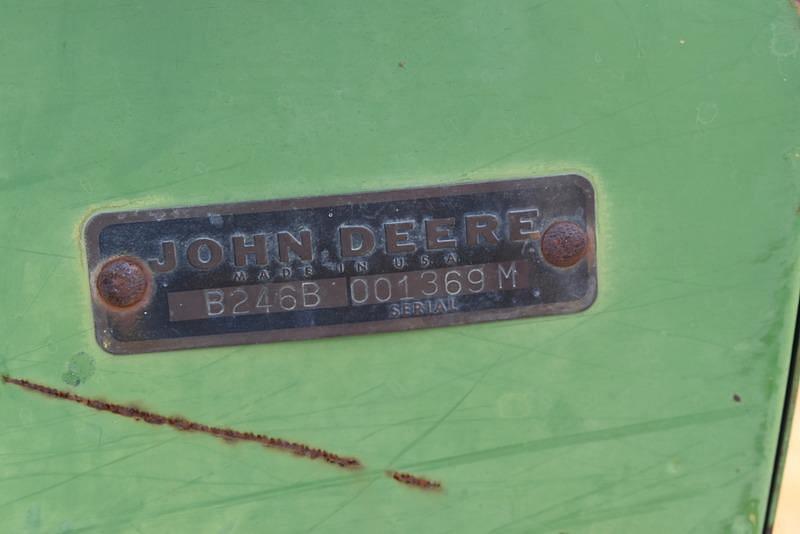 JOHN DEERE
MADE IN U.S.A.
B246B 001369 M
SERIAL